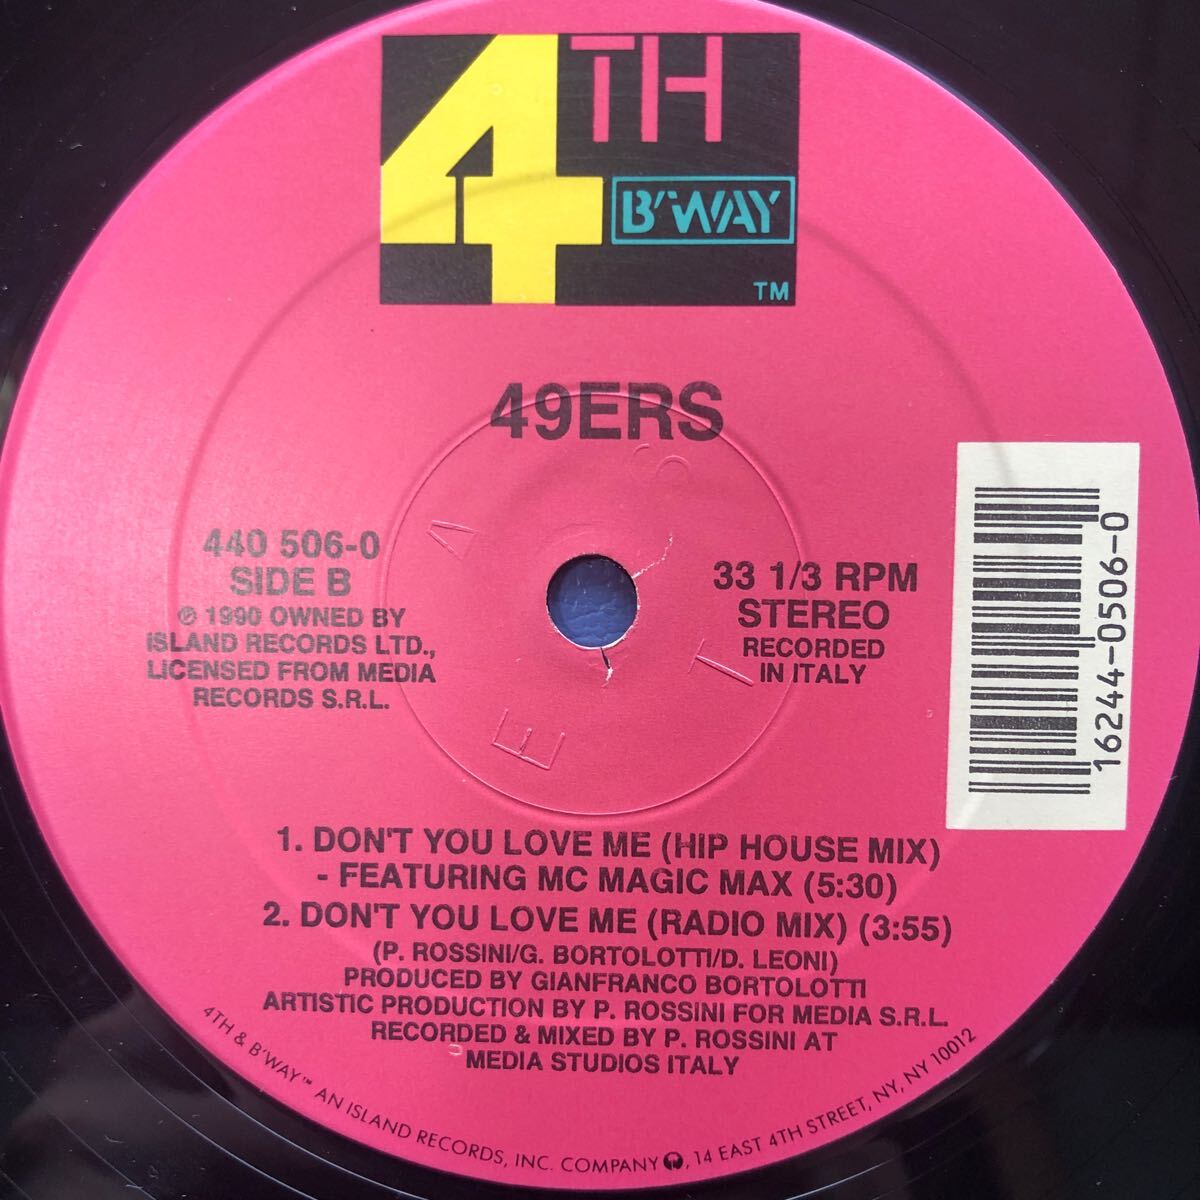 4TH
B'WAY
TM
49ERS
440 506-0
SIDE B
℗ 1990 OWNED BY
ISLAND RECORDS LTD.,
LICENSED FROM MEDIA
RECORDS S.R.L.
33 1/3 RPM
STEREO
RECORDED
IN ITALY
16244-0506-0
EAST
1. DON'T YOU LOVE ME (HIP HOUSE MIX)
- FEATURING MC MAGIC MAX (5:30)
2. DON'T YOU LOVE ME (RADIO MIX) (3:55)
(P. ROSSINI/G. BORTOLOTTI/D. LEONI)
PRODUCED BY GIANFRANCO BORTOLOTTI
ARTISTIC PRODUCTION BY P. ROSSINI FOR MEDIA S.R.L.
RECORDED & MIXED BY P. ROSSINI AT
MEDIA STUDIOS ITALY
4TH & B'WAY™ AN ISLAND RECORDS, INC. COMPANY, 14 EAST 4TH STREET, NY, NY 10012